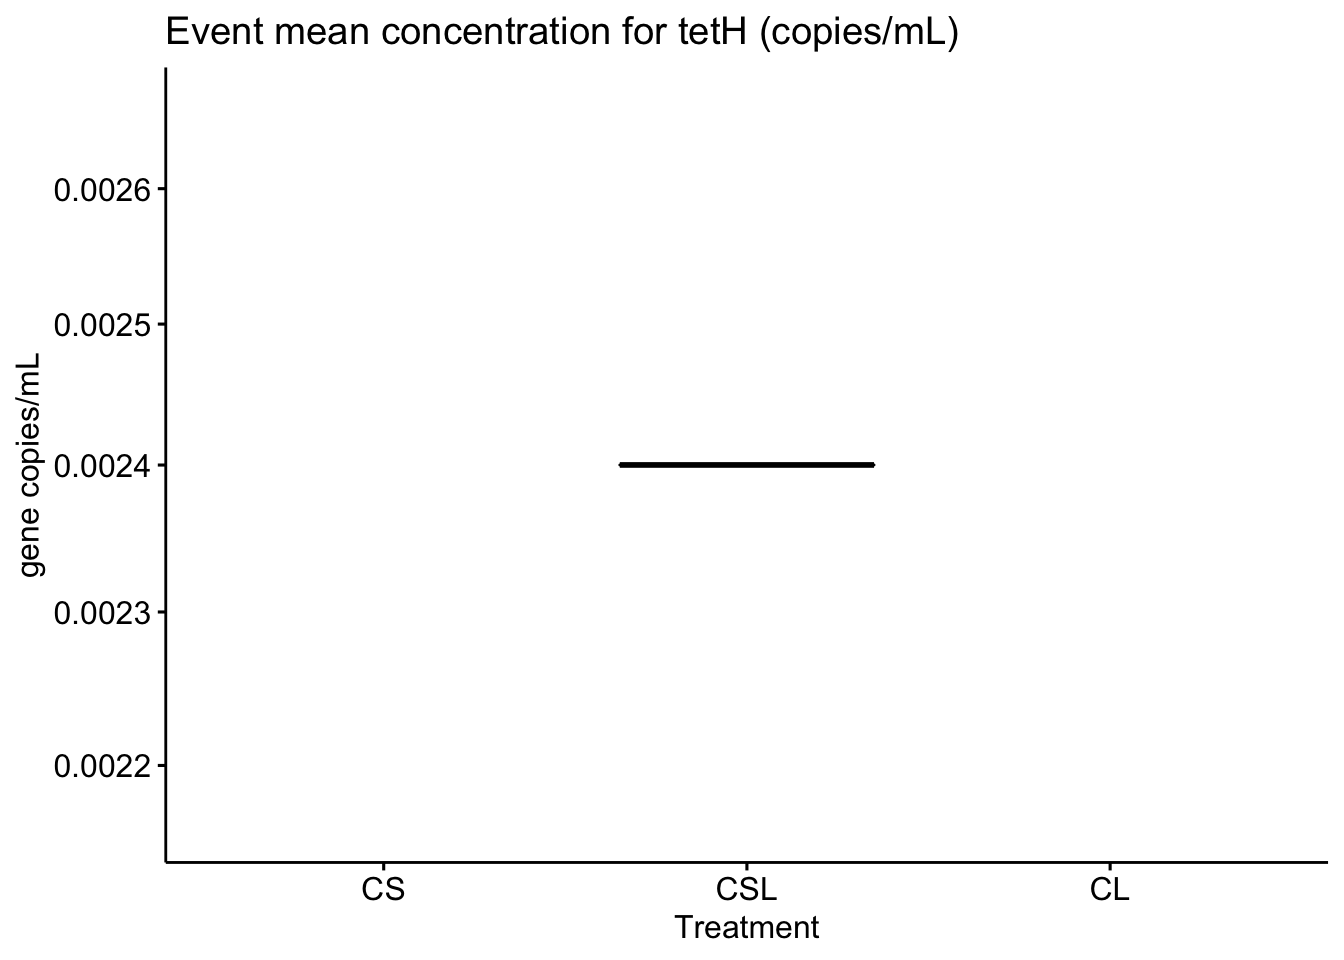 Event mean concentration for tetH (copies/mL)
gene copies/mL
0.0026
0.0025
0.0024
0.0023
0.0022
CS CSL CL
Treatment